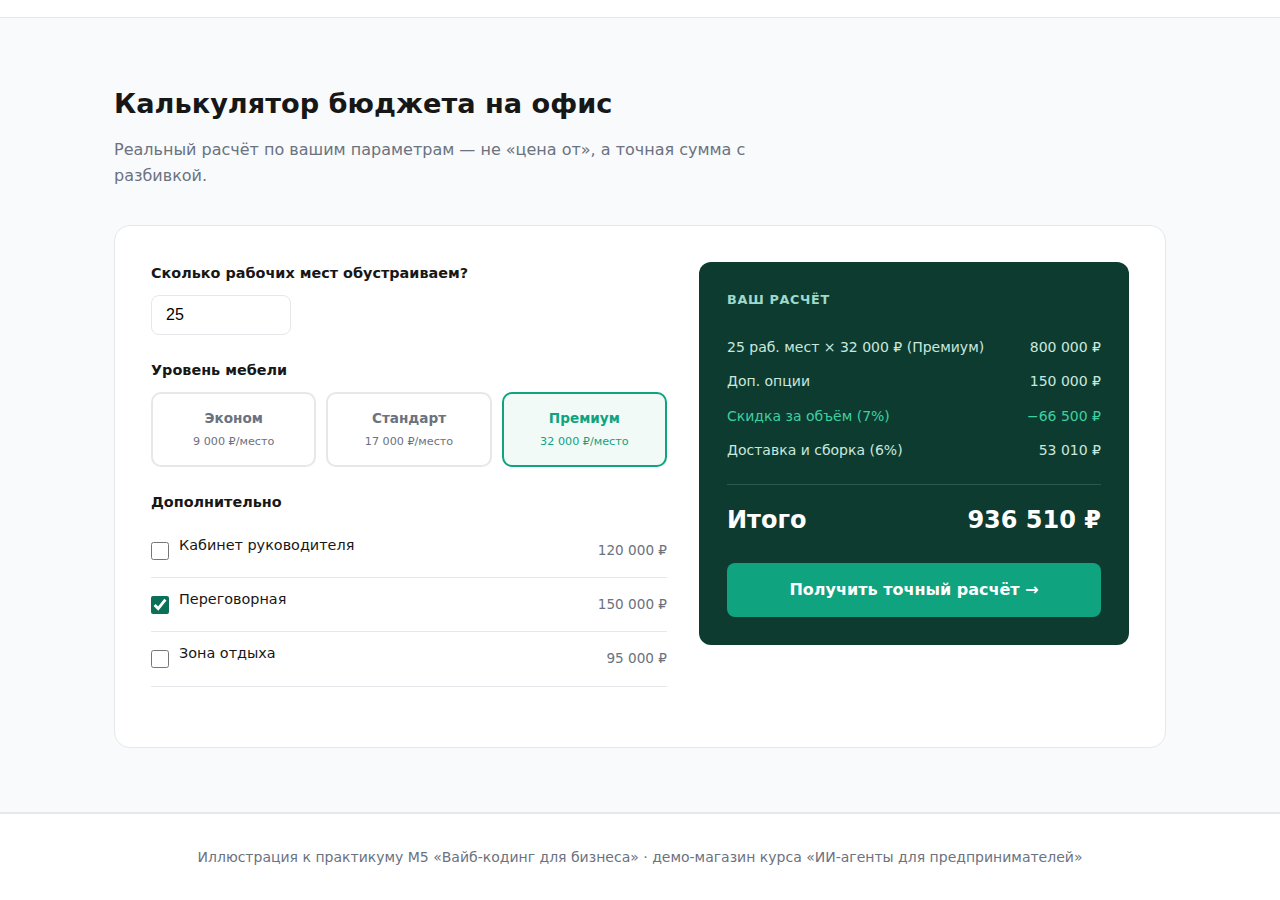 Калькулятор бюджета на офис
Реальный расчёт по вашим параметрам — не «цена от», а точная сумма с
разбивкой.
Сколько рабочих мест обустраиваем?
25
Уровень мебели
Эконом
9 000 ₽/место
Стандарт
17 000 ₽/место
Премиум
32 000 ₽/место
Дополнительно
Кабинет руководителя 120 000 ₽
Переговорная 150 000 ₽
Зона отдыха 95 000 ₽
ВАШ РАСЧЁТ
25 раб. мест × 32 000 ₽ (Премиум) 800 000 ₽
Доп. опции 150 000 ₽
Скидка за объём (7%) −66 500 ₽
Доставка и сборка (6%) 53 010 ₽
Итого 936 510 ₽
Получить точный расчёт →
Иллюстрация к практикуму М5 «Вайб-кодинг для бизнеса» · демо-магазин курса «ИИ-агенты для предпринимателей»